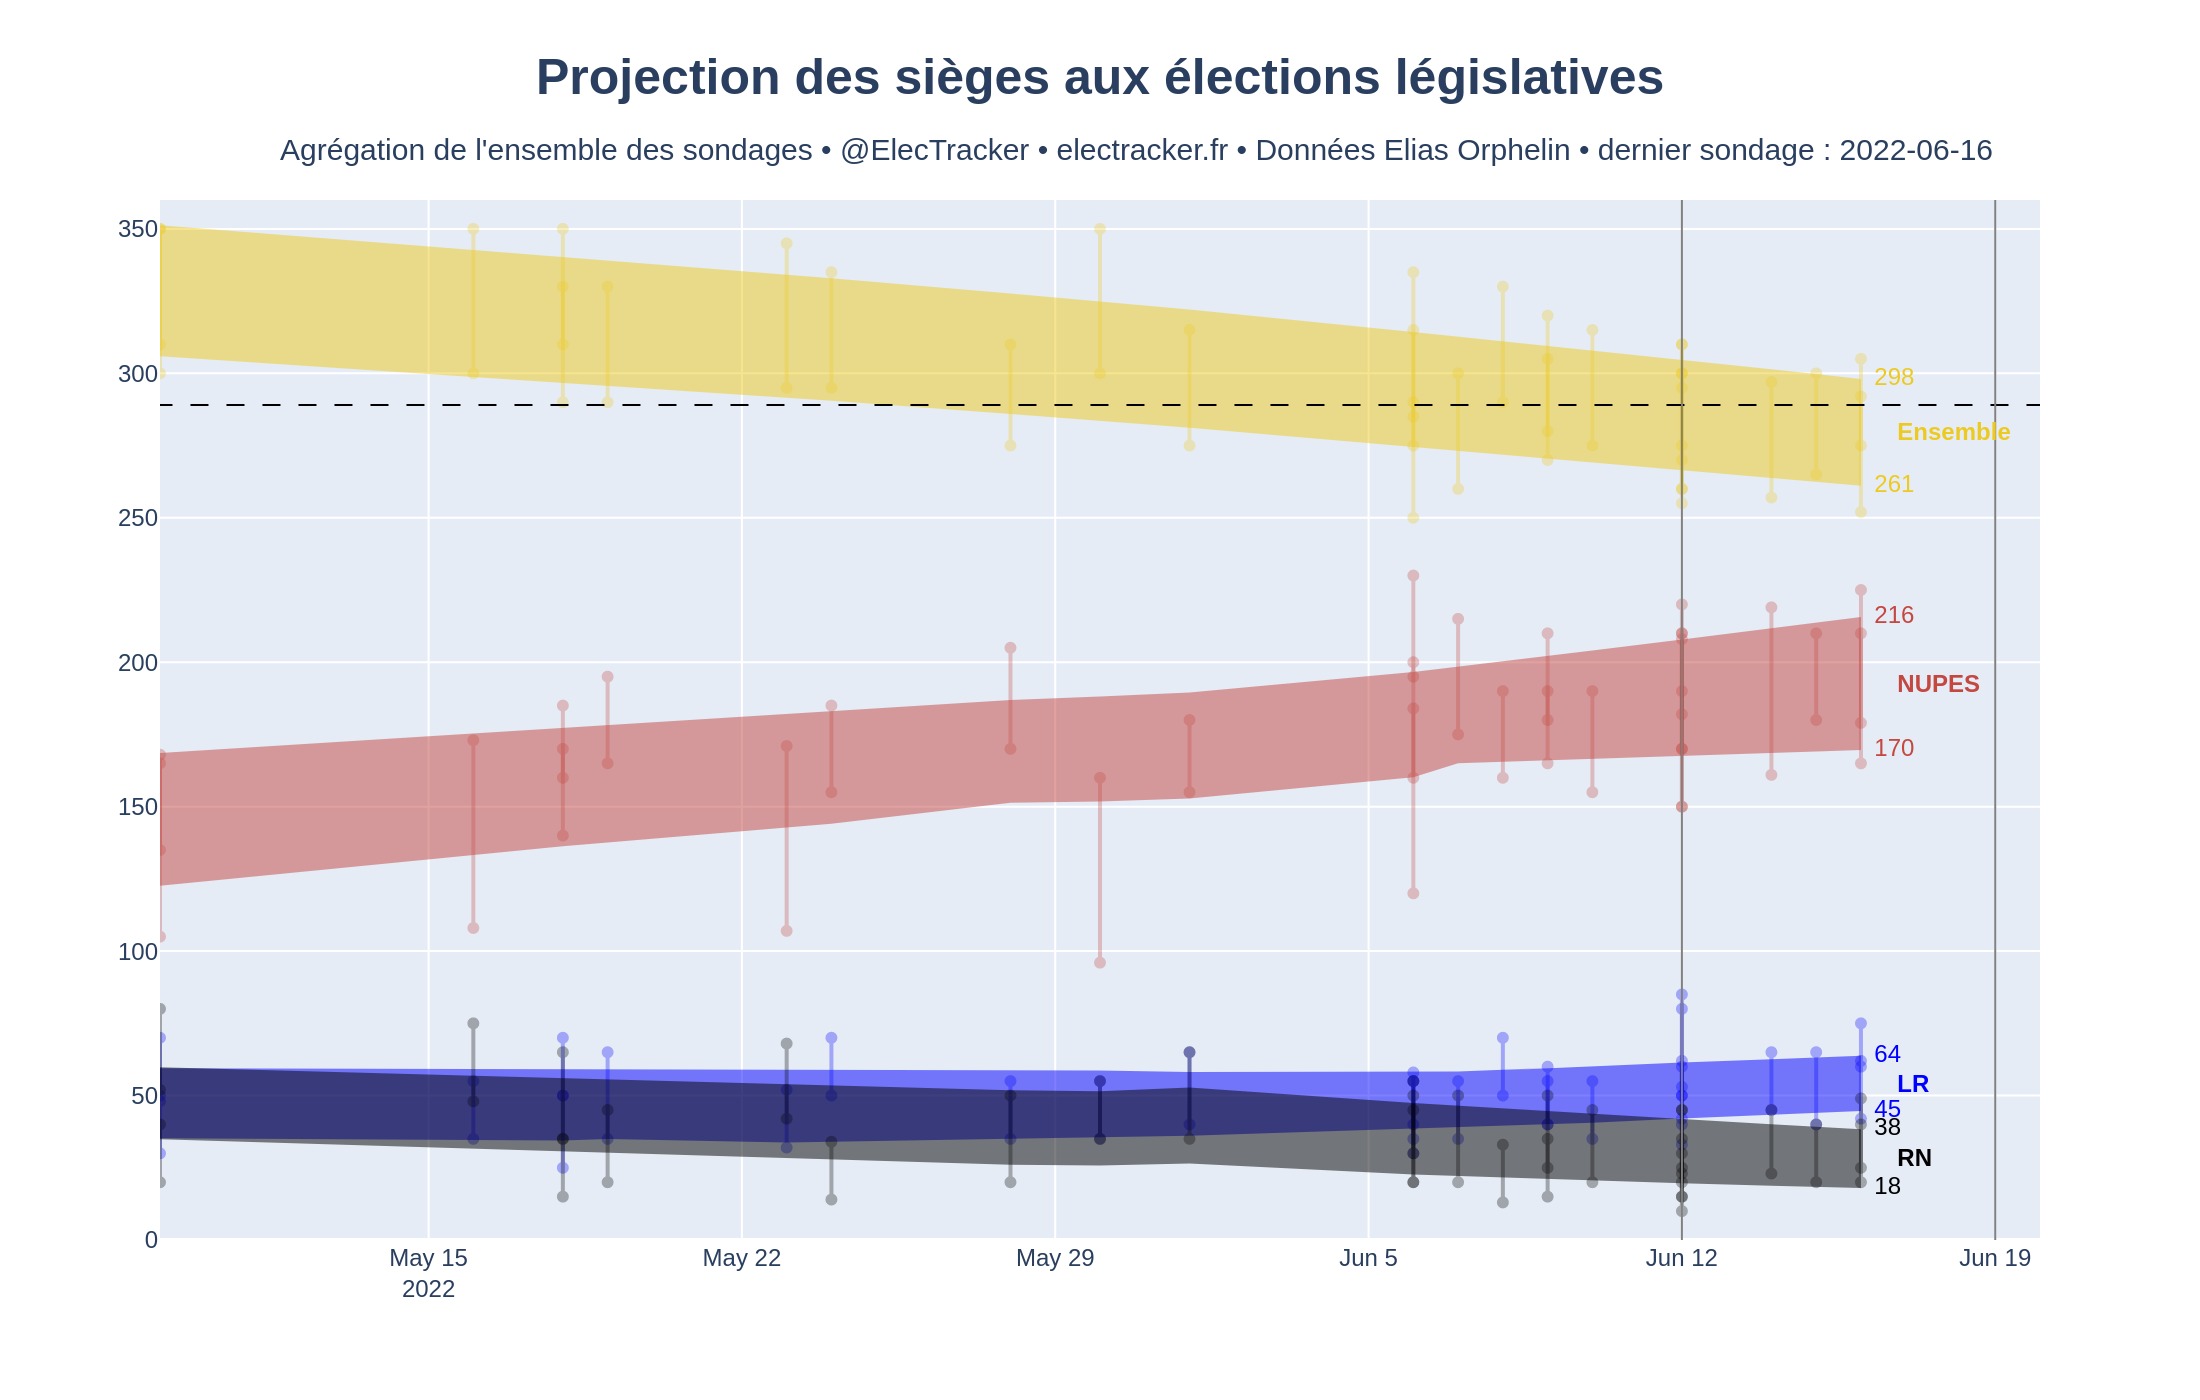 Projection des sièges aux élections législatives
Agrégation de l'ensemble des sondages • @ElecTracker • electracker.fr • Données Elias Orphelin • dernier sondage : 2022-06-16
350
300
250
200
150
100
50
0
298
Ensemble
261
216
NUPES
170
64
LR
45
38
RN
18
May 15
2022
May 22
May 29
Jun 5
Jun 12
Jun 19